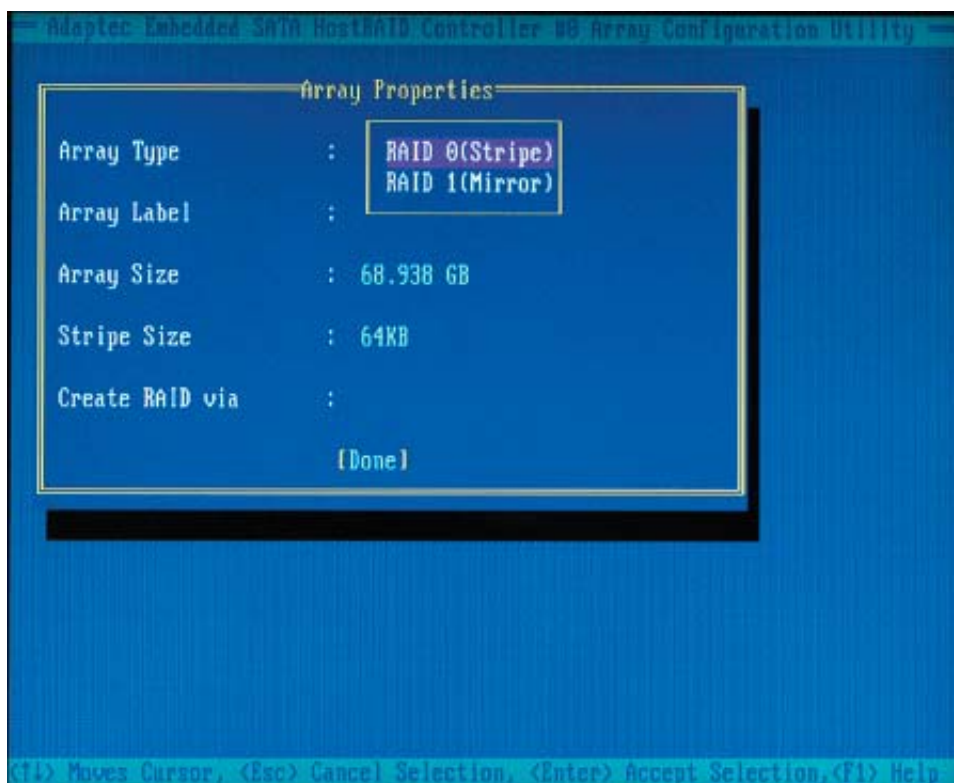 Adaptec Embedded SATA HostRAID Controller #0 Array Configuration Utility
Array Properties
Array Type : RAID 0(Stripe)
RAID 1(Mirror)
Array Label :
Array Size : 68.938 GB
Stripe Size : 64KB
Create RAID via :
[Done]
<↑↓> Moves Cursor, <Esc> Cancel Selection, <Enter> Accept Selection,<F1> Help